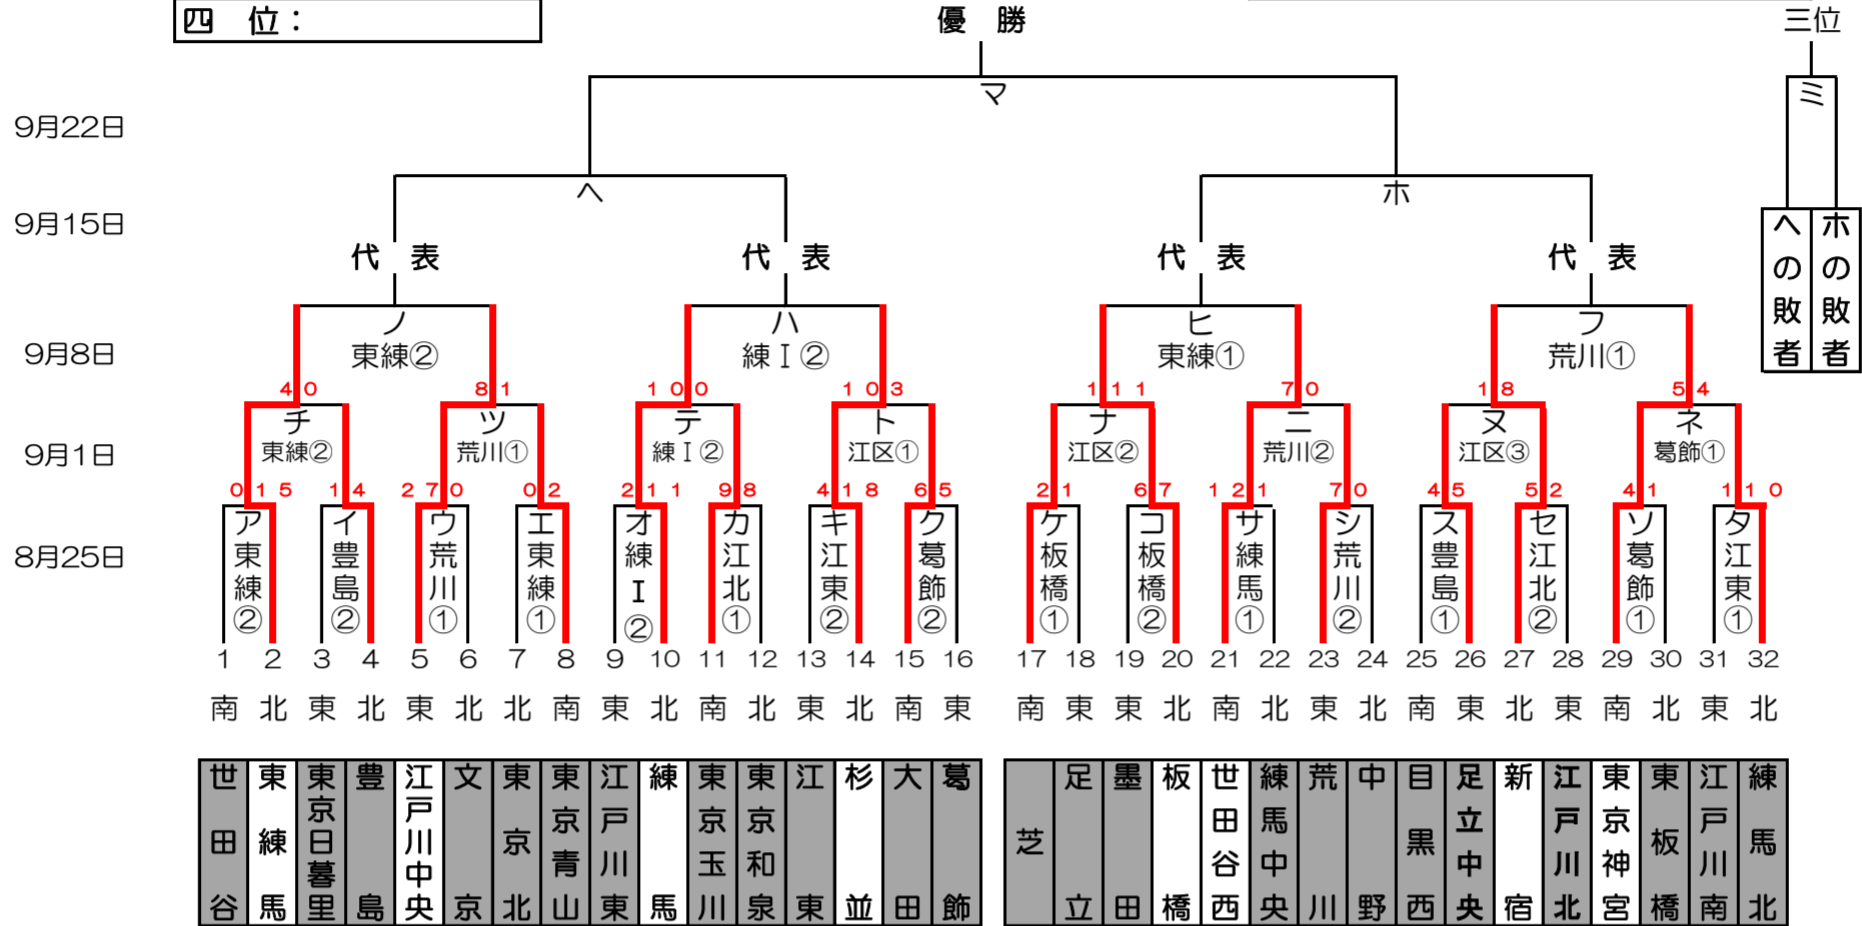 四 位：
優 勝
三位
マ
ミ
9月22日
ヘ
ホ
9月15日
ヘの敗者
ホの敗者
代 表
代 表
代 表
代 表
ノ
ハ
ヒ
フ
9月8日
東練②
練Ⅰ②
東練①
荒川①
4 0
8 1
1 0 0
1 0 3
1 1 1
7 0
1 8
5 4
チ
ツ
テ
ト
ナ
ニ
ヌ
ネ
9月1日
東練②
荒川①
練Ⅰ②
江区①
江区②
荒川②
江区③
葛飾①
0 1 5
1 4
2 7 0
0 2
2 1 1
9 8
4 1 8
6 5
2 1
6 7
1 2 1
7 0
4 5
5 2
4 1
1 1 0
8月25日
ア東練②
イ豊島②
ウ荒川①
エ東練①
オ練Ⅰ②
カ江北①
キ江東②
ク葛飾②
ケ板橋①
コ板橋②
サ練馬①
シ荒川②
ス豊島①
セ江北②
ソ葛飾①
タ江東①
1 2 3 4 5 6 7 8 9 10 11 12 13 14 15 16 17 18 19 20 21 22 23 24 25 26 27 28 29 30 31 32
南 北 東 北 東 北 北 南 東 北 南 北 東 北 南 東 南 東 東 北 南 北 東 北 南 東 北 東 南 北 東 北
世田谷
東練馬
東京日暮里
豊島
江戸川中央
文京
東京北
東京青山
江戸川東
練馬
東京玉川
東京和泉
江東
杉並
大田
葛飾
芝
足立
墨田
板橋
世田谷西
練馬中央
荒川
中野
目黒西
足立中央
新宿
江戸川北
東京神宮
東板橋
江戸川南
練馬北